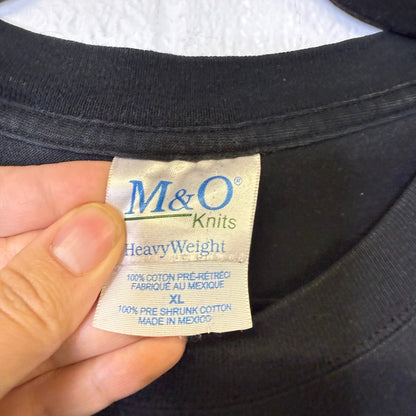 M&O®
Knits
HeavyWeight
100% COTON PRÉ-RÉTRÉCI
FABRIQUÉ AU MEXIQUE
XL
100% PRE SHRUNK COTTON
MADE IN MEXICO